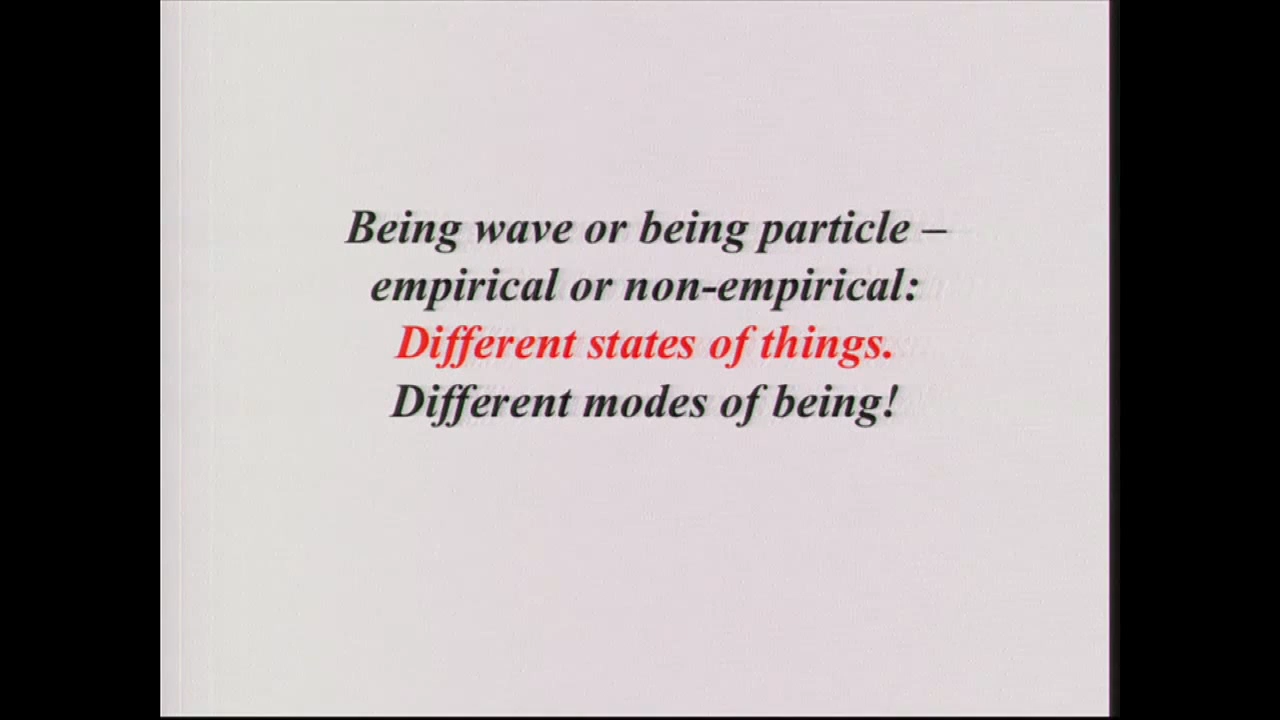 Being wave or being particle –
empirical or non-empirical:
Different states of things.
Different modes of being!